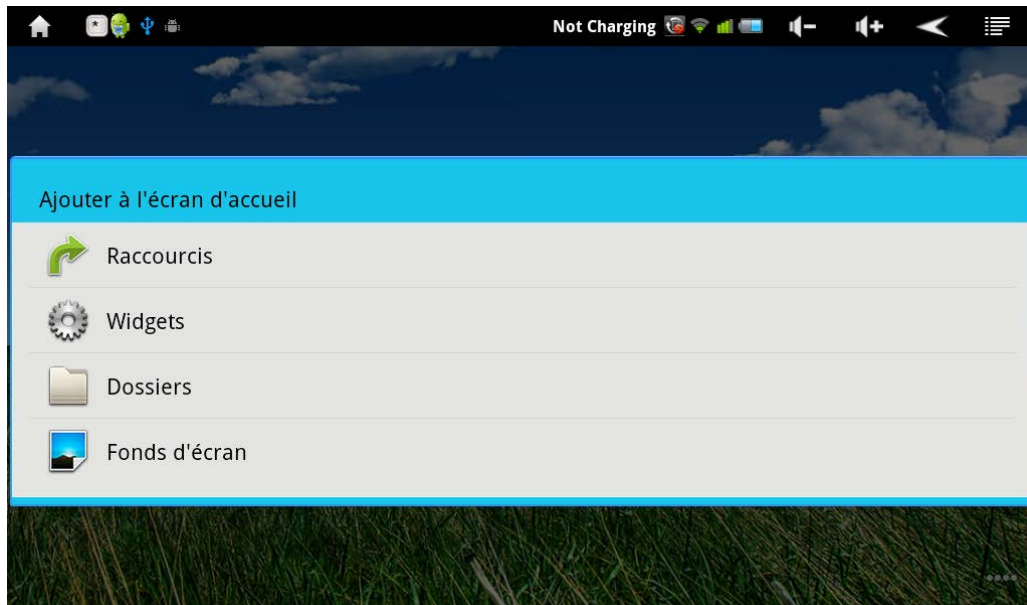 Not Charging
Ajouter à l'écran d'accueil
Raccourcis
Widgets
Dossiers
Fonds d'écran